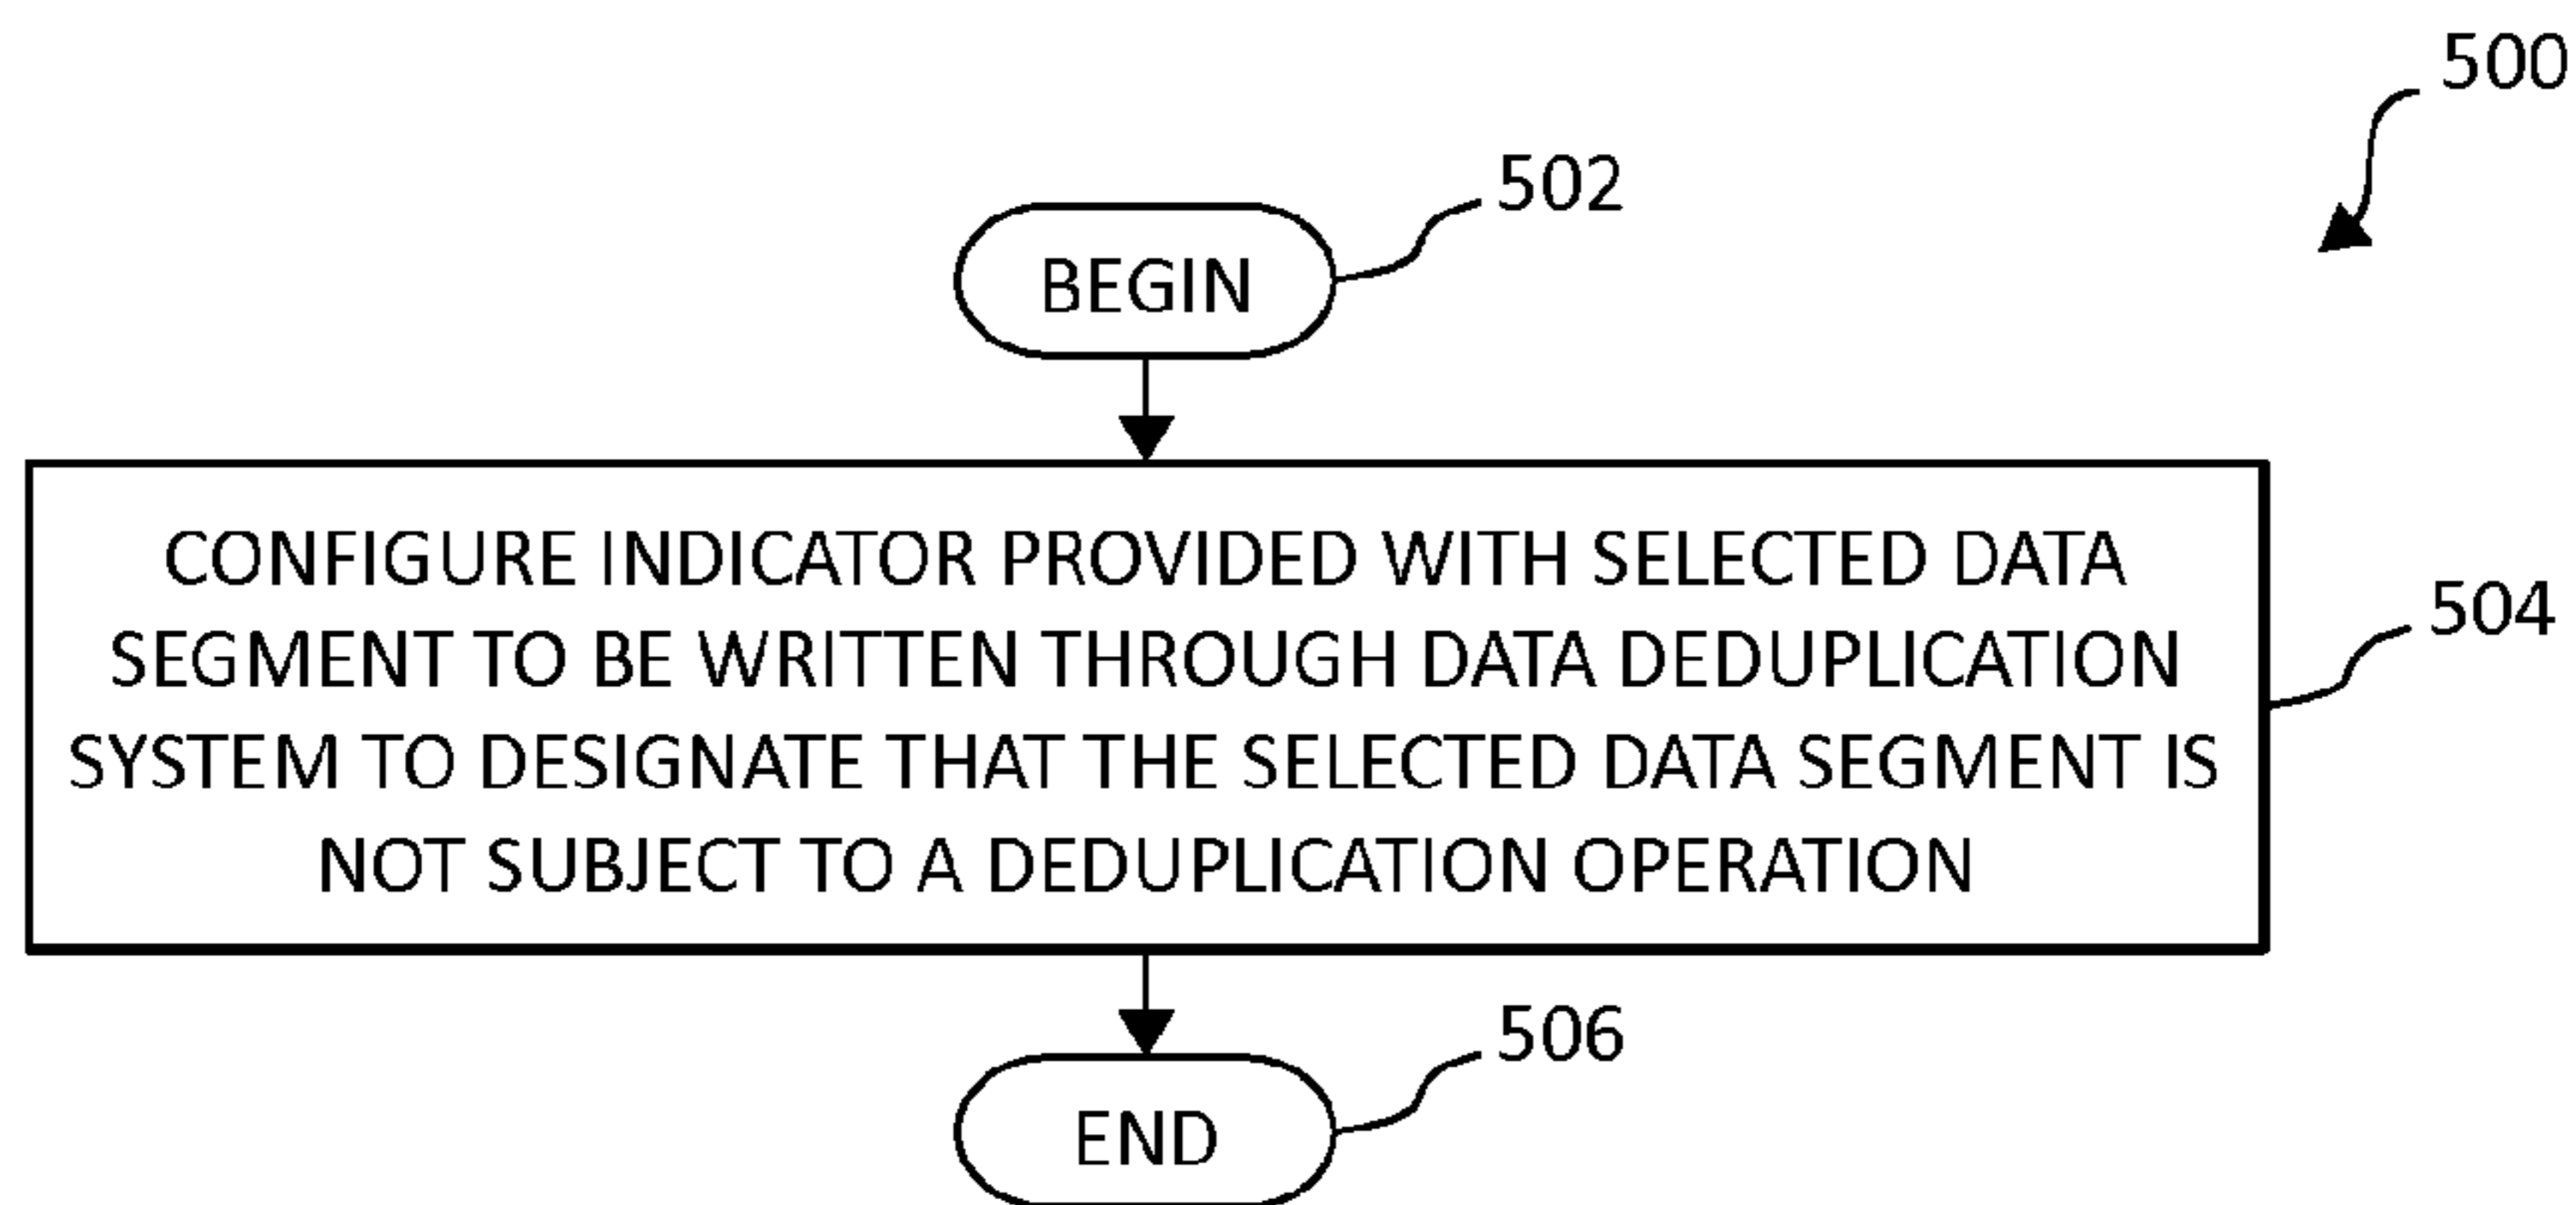 500
502
BEGIN
CONFIGURE INDICATOR PROVIDED WITH SELECTED DATA
SEGMENT TO BE WRITTEN THROUGH DATA DEDUPLICATION
SYSTEM TO DESIGNATE THAT THE SELECTED DATA SEGMENT IS
NOT SUBJECT TO A DEDUPLICATION OPERATION
504
506
END